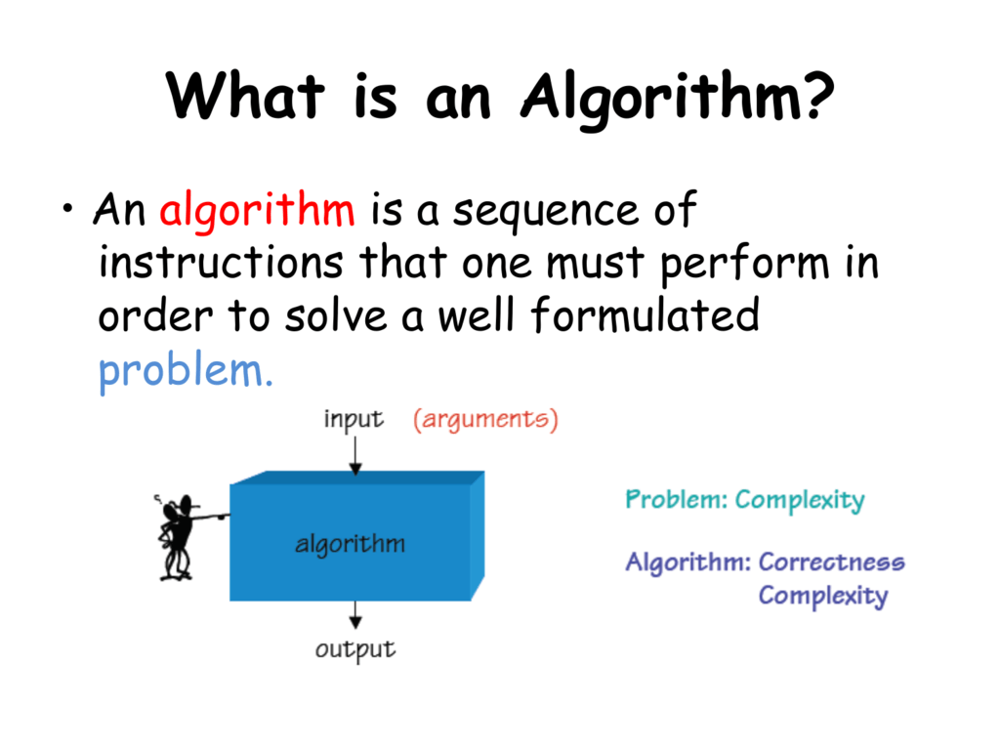 What is an Algorithm?
• An algorithm is a sequence of
instructions that one must perform in
order to solve a well formulated
problem.
input (arguments)
algorithm
output
Problem: Complexity
Algorithm: Correctness
Complexity